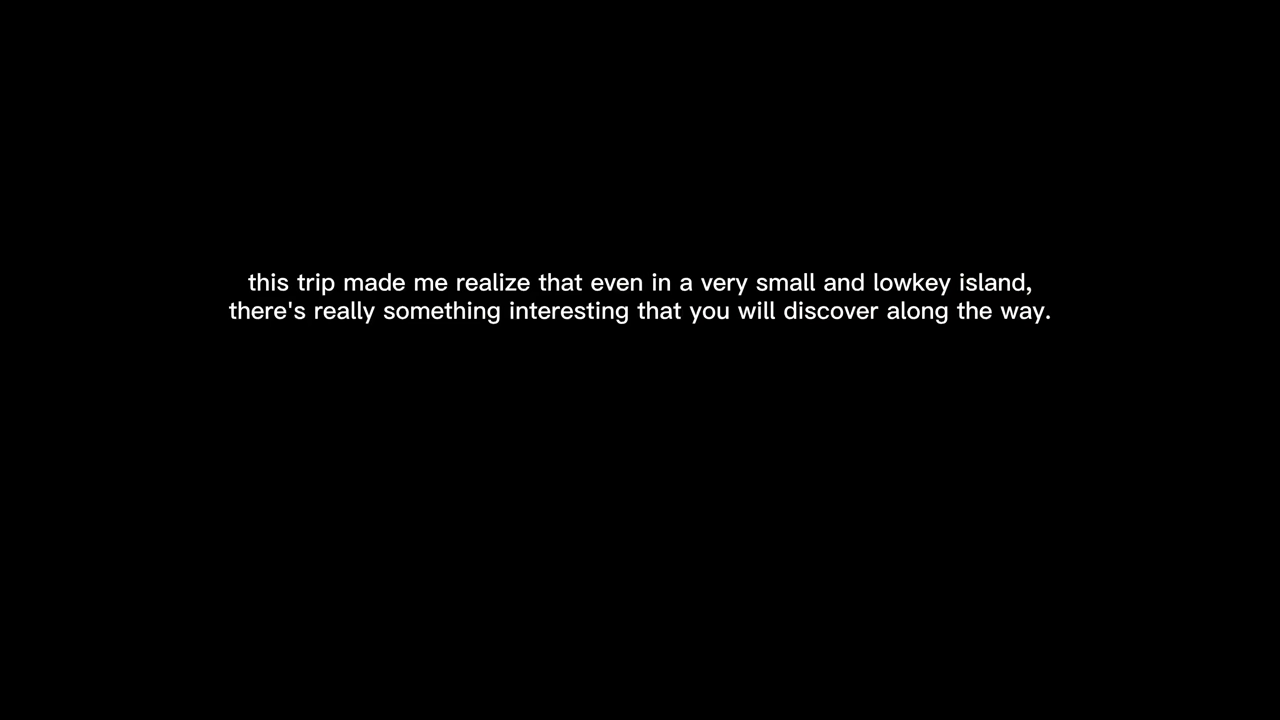 this trip made me realize that even in a very small and lowkey island,
there's really something interesting that you will discover along the way.